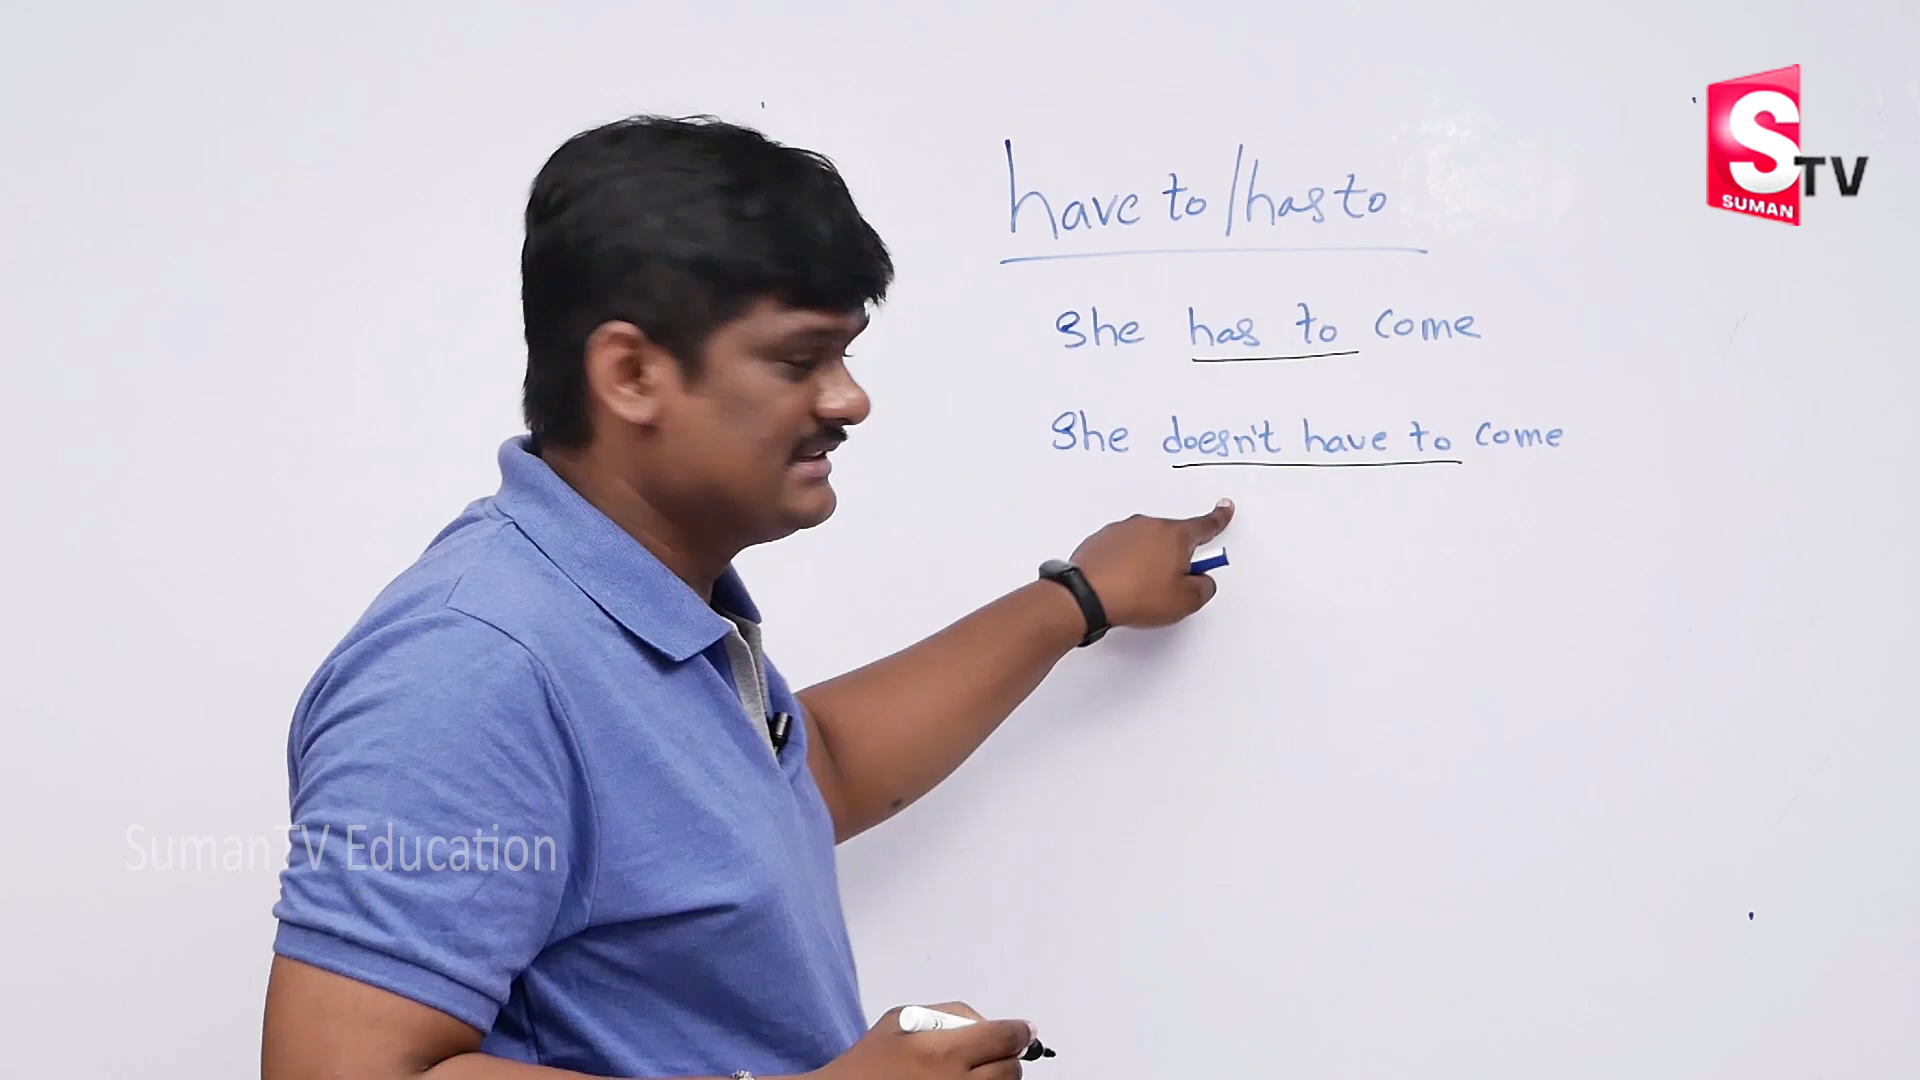 S
TV
SUMAN
have to/has to
She has to come
She doesn't have to come
SumanTV Education